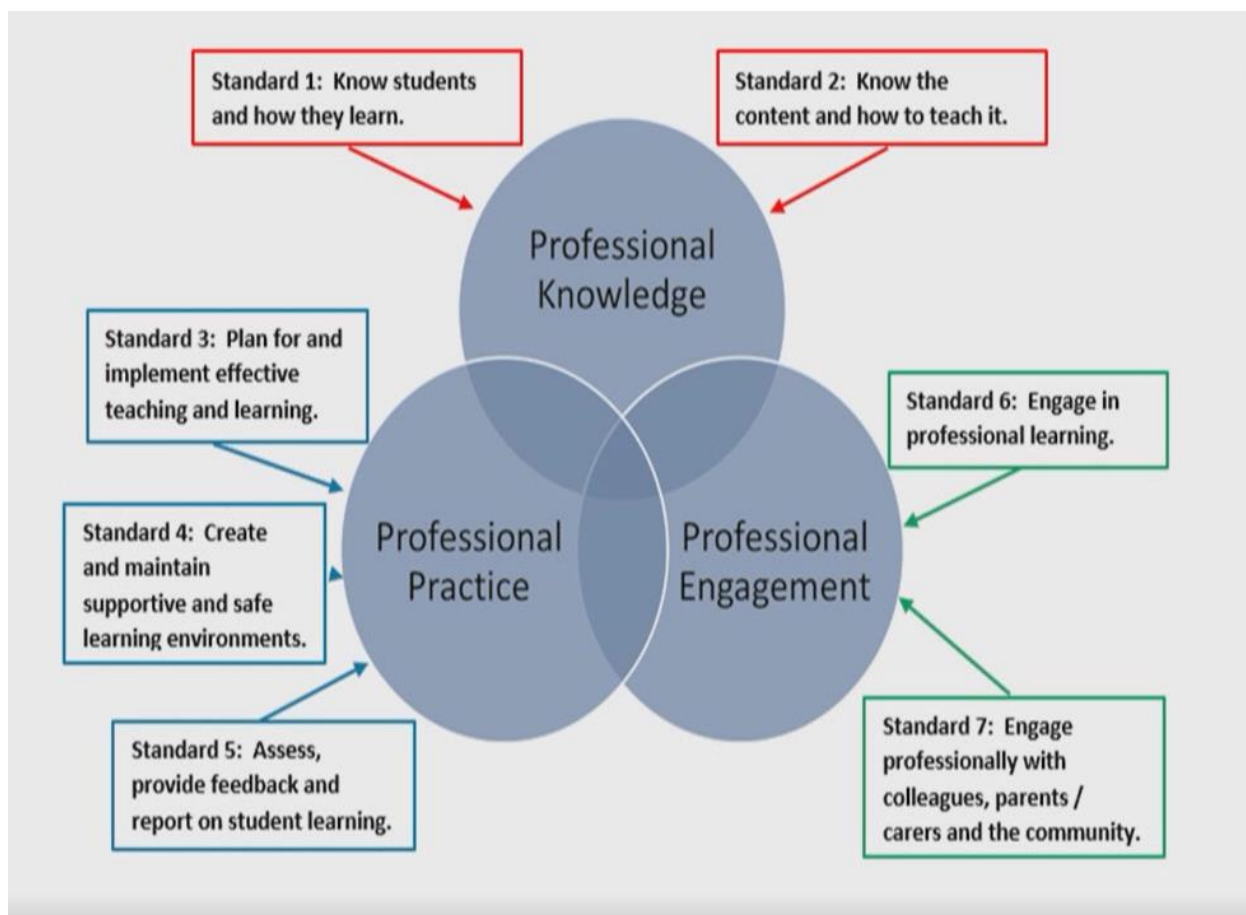 Standard 1:  Know students
and how they learn.
Standard 2:  Know the
content and how to teach it.
Professional
Knowledge
Standard 3:  Plan for and
implement effective
teaching and learning.
Standard 6:  Engage in
professional learning.
Standard 4:  Create
and maintain
supportive and safe
learning environments.
Professional
Practice
Professional
Engagement
Standard 5:  Assess,
provide feedback and
report on student learning.
Standard 7:  Engage
professionally with
colleagues, parents /
carers and the community.